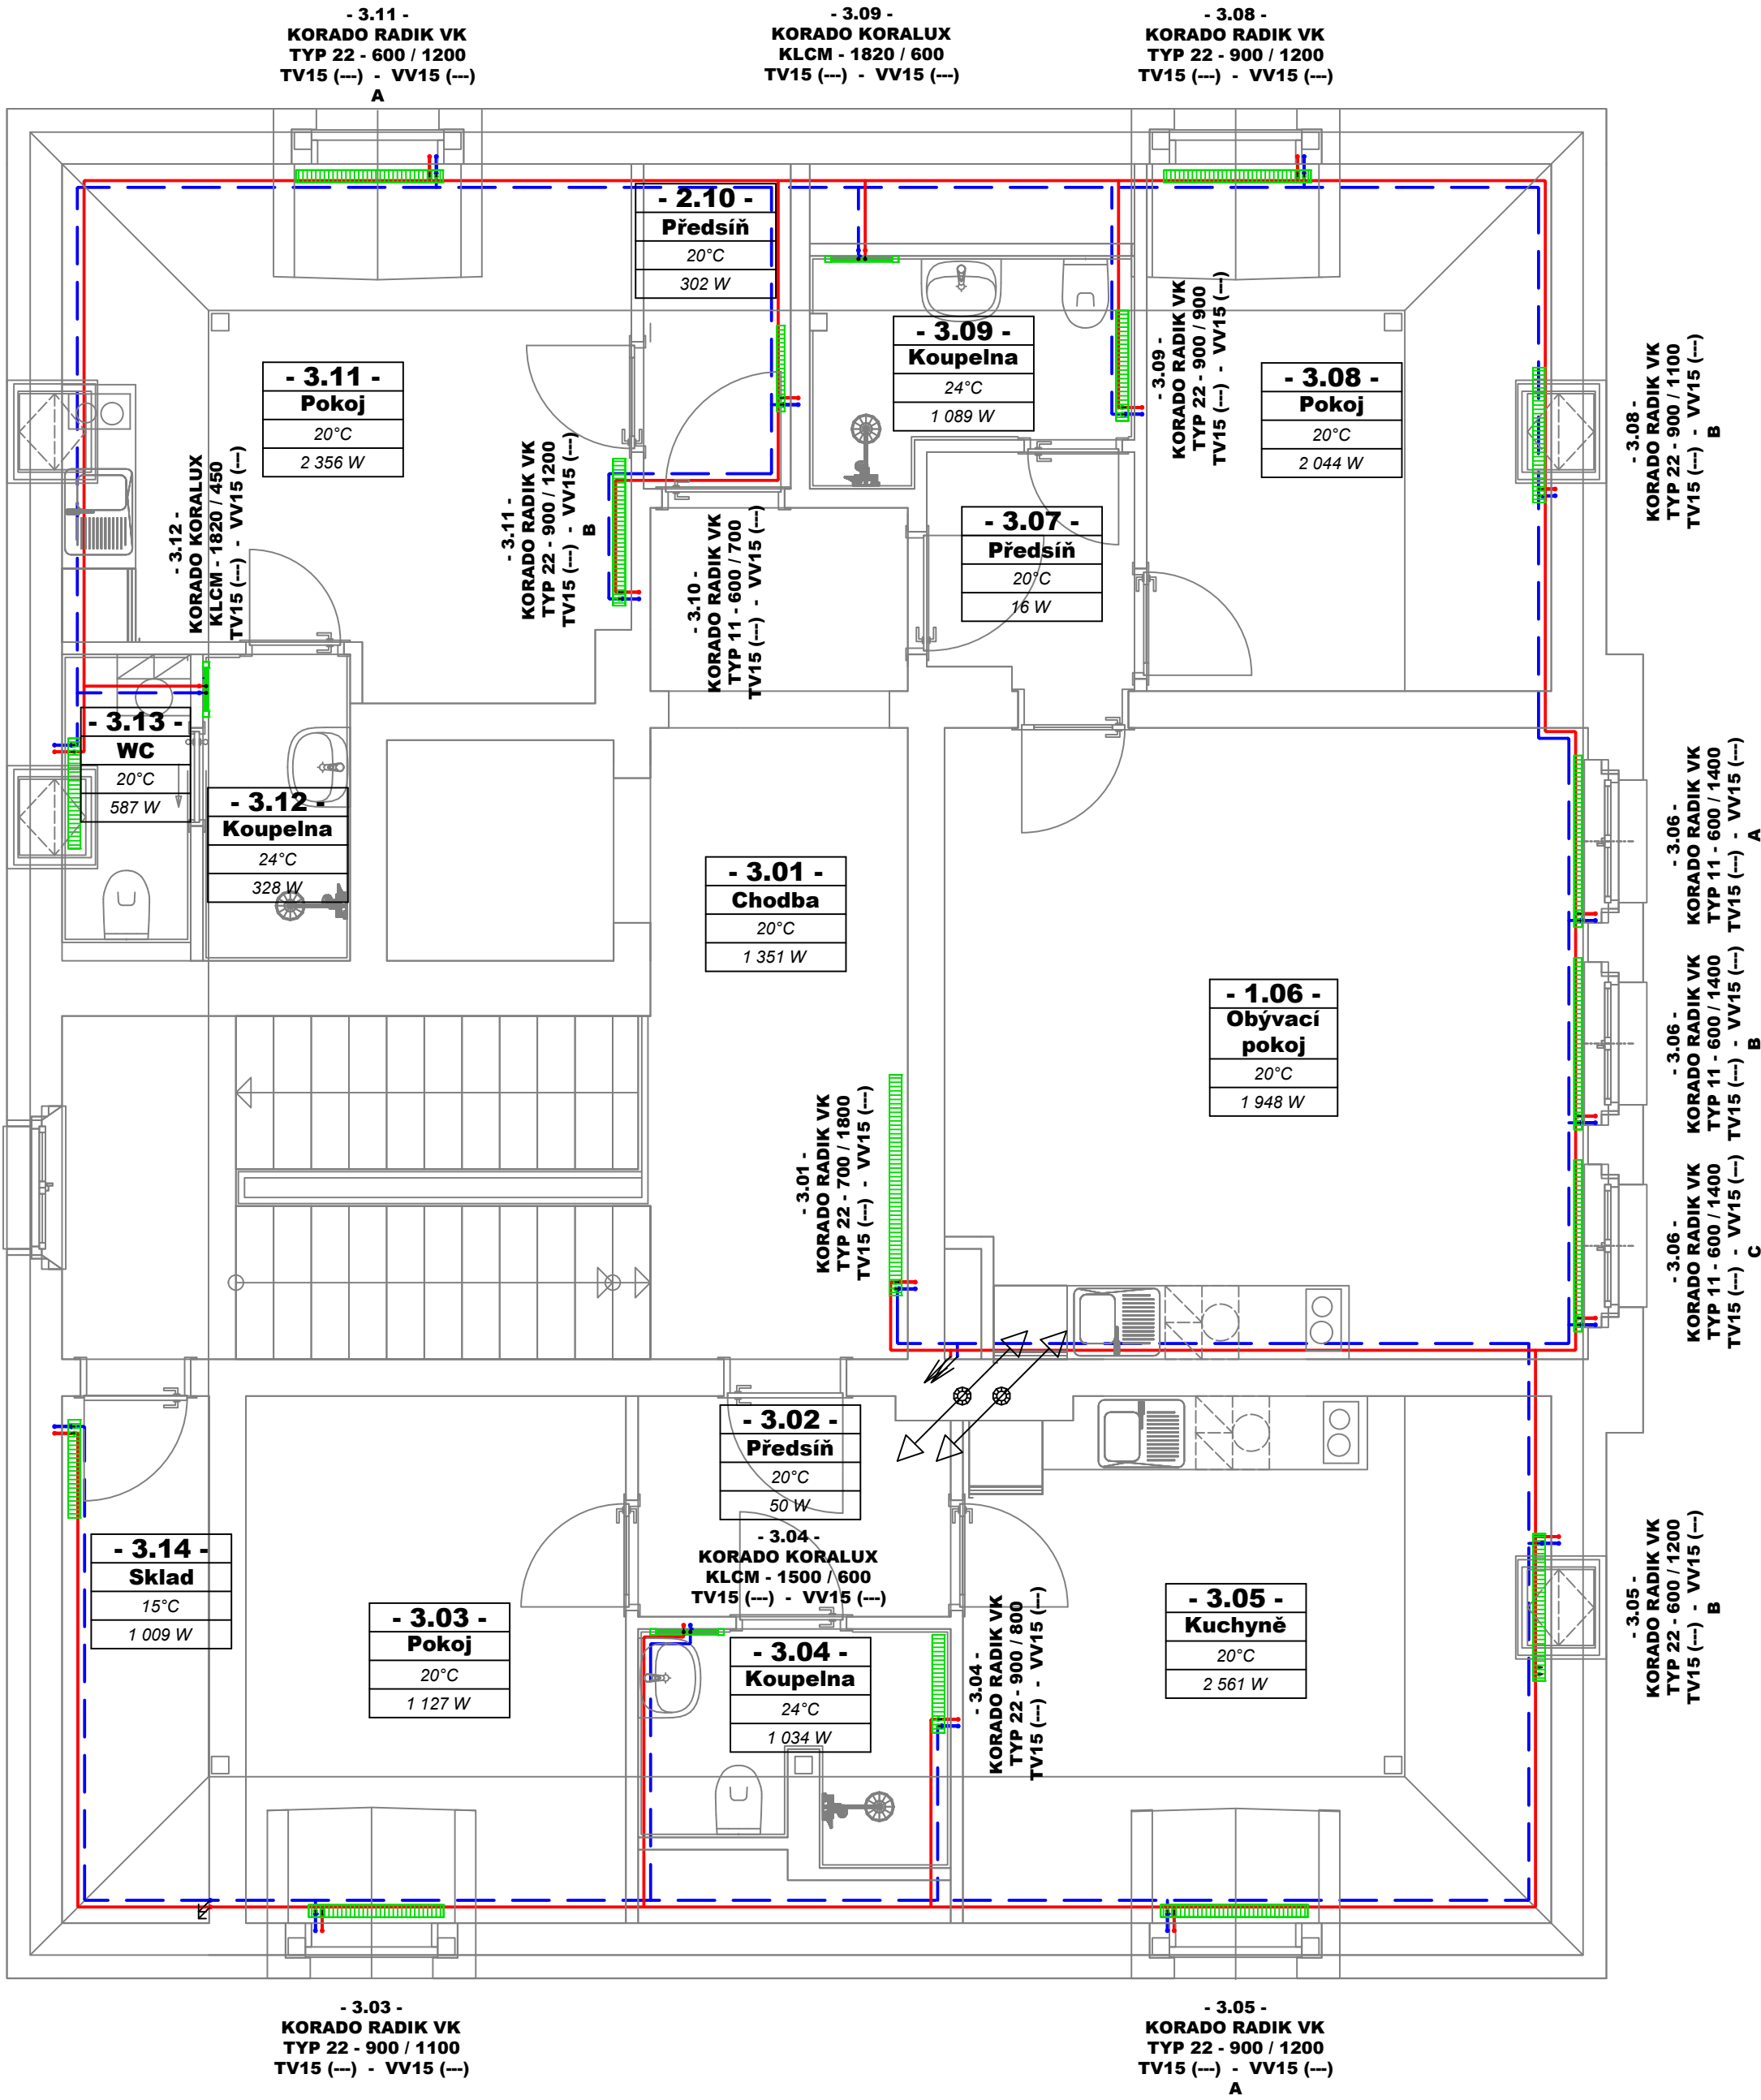 - 3.11 -
KORADO RADIK VK
TYP 22 - 600 / 1200
TV15 (---) - VV15 (---)
A
- 3.09 -
KORADO KORALUX
KLCM - 1820 / 600
TV15 (---) - VV15 (---)
- 3.08 -
KORADO RADIK VK
TYP 22 - 900 / 1200
TV15 (---) - VV15 (---)
- 2.10 -
Předsíň
20°C
302 W
- 3.11 -
Pokoj
20°C
2 356 W
- 3.09 -
Koupelna
24°C
1 089 W
- 3.09 -
KORADO RADIK VK
TYP 22 - 900 / 900
TV15 (---) - VV15 (---)
- 3.08 -
Pokoj
20°C
2 044 W
- 3.08 -
KORADO RADIK VK
TYP 22 - 900 / 1100
TV15 (---) - VV15 (---)
B
- 3.12 -
KORADO KORALUX
KLCM - 1820 / 450
TV15 (---) - VV15 (---)
- 3.11 -
KORADO RADIK VK
TYP 22 - 900 / 1200
TV15 (---) - VV15 (---)
B
- 3.10 -
KORADO RADIK VK
TYP 11 - 600 / 700
TV15 (---) - VV15 (---)
- 3.07 -
Předsíň
20°C
16 W
- 3.13 -
WC
20°C
587 W
- 3.12 -
Koupelna
24°C
328 W
- 3.01 -
Chodba
20°C
1 351 W
- 3.06 -
KORADO RADIK VK
TYP 11 - 600 / 1400
TV15 (---) - VV15 (---)
A
- 1.06 -
Obývací
pokoj
20°C
1 948 W
- 3.06 -
KORADO RADIK VK
TYP 11 - 600 / 1400
TV15 (---) - VV15 (---)
B
- 3.01 -
KORADO RADIK VK
TYP 22 - 700 / 1800
TV15 (---) - VV15 (---)
- 3.06 -
KORADO RADIK VK
TYP 11 - 600 / 1400
TV15 (---) - VV15 (---)
C
- 3.02 -
Předsíň
20°C
50 W
- 3.04 -
KORADO KORALUX
KLCM - 1500 / 600
TV15 (---) - VV15 (---)
- 3.14 -
Sklad
15°C
1 009 W
- 3.03 -
Pokoj
20°C
1 127 W
- 3.04 -
Koupelna
24°C
1 034 W
- 3.04 -
KORADO RADIK VK
TYP 22 - 900 / 800
TV15 (---) - VV15 (---)
- 3.05 -
Kuchyně
20°C
2 561 W
- 3.05 -
KORADO RADIK VK
TYP 22 - 600 / 1200
TV15 (---) - VV15 (---)
B
- 3.03 -
KORADO RADIK VK
TYP 22 - 900 / 1100
TV15 (---) - VV15 (---)
- 3.05 -
KORADO RADIK VK
TYP 22 - 900 / 1200
TV15 (---) - VV15 (---)
A